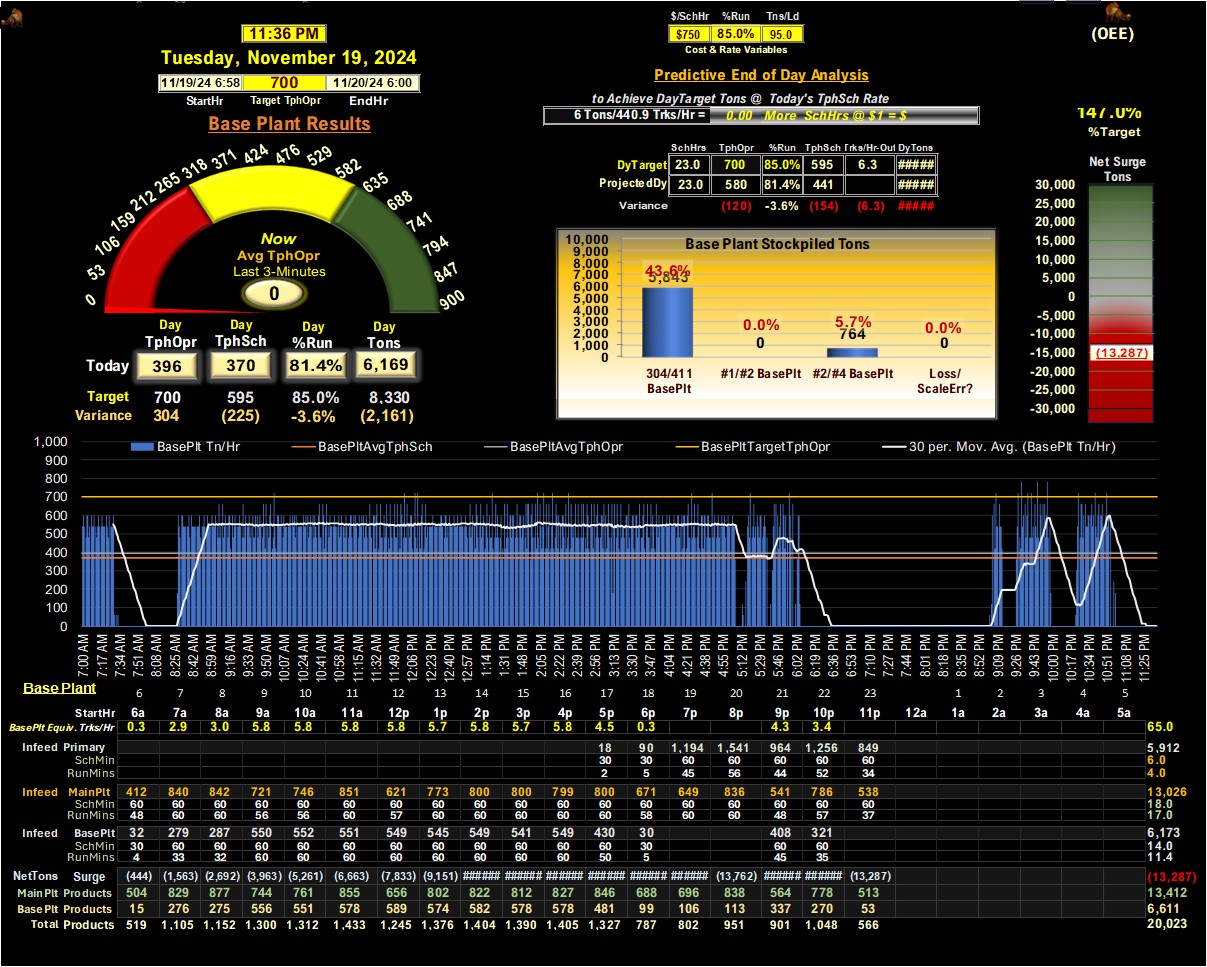 11:36 PM
Tuesday, November 19, 2024
11/19/24 6:58 700 11/20/24 6:00
StartHr Target TphOpr EndHr
Base Plant Results
$/SchHr %Run Tns/Ld
$750 85.0% 95.0
Cost & Rate Variables
Predictive End of Day Analysis
to Achieve DayTarget Tons @ Today's TphSch Rate
6 Tons/440.9 Trks/Hr = 0.00 More SchHrs @ $1 = $
(OEE)
147.0%
%Target
SchHrs TphOpr %Run TphSch Trks/Hr-Out DyTons
DyTarget 23.0 700 85.0% 595 6.3 #####
ProjectedDy 23.0 580 81.4% 441 #####
Variance (120) -3.6% (154) (6.3) #####
Net Surge
Tons
30,000
25,000
20,000
15,000
10,000
5,000
0
-5,000
-10,000
-15,000
-20,000
-25,000
-30,000
(13,287)
0 53 106 159 212 265 318 371 424 476 529 582 635 688 741 794 847 900
Now
Avg TphOpr
Last 3-Minutes
0
Day Day Day Day
TphOpr TphSch %Run Tons
Today 396 370 81.4% 6,169
Target 700 595 85.0% 8,330
Variance 304 (225) -3.6% (2,161)
Base Plant Stockpiled Tons
10,000
9,000
8,000
7,000
6,000
5,000
4,000
3,000
2,000
1,000
0
43.6% 0.0% 5.7% 0.0%
5,843 0 764 0
304/411 #1/#2 BasePlt #2/#4 BasePlt Loss/
BasePlt ScaleErr?
BasePlt Tn/Hr BasePltAvgTphSch BasePltAvgTphOpr BasePltTargetTphOpr 30 per. Mov. Avg. (BasePlt Tn/Hr)
1,000
900
800
700
600
500
400
300
200
100
0
7:00 AM 7:17 AM 7:34 AM 7:51 AM 8:08 AM 8:25 AM 8:59 AM 9:16 AM 9:33 AM 9:50 AM 10:07 AM 10:24 AM 10:41 AM 10:58 AM 11:15 AM 11:32 AM 11:49 AM 12:06 PM 12:23 PM 12:40 PM 12:57 PM 1:14 PM 1:31 PM 1:48 PM 2:05 PM 2:22 PM 2:39 PM 2:56 PM 3:13 PM 3:30 PM 3:47 PM 4:04 PM 4:21 PM 4:38 PM 4:55 PM 5:12 PM 5:29 PM 5:46 PM 6:02 PM 6:19 PM 6:36 PM 6:53 PM 7:10 PM 7:27 PM 7:44 PM 8:01 PM 8:18 PM 8:35 PM 8:52 PM 9:09 PM 9:26 PM 9:43 PM 10:00 PM 10:17 PM 10:34 PM 10:51 PM 11:08 PM 11:25 PM
Base Plant 6 7 8 9 10 11 12 13 14 15 16 17 18 19 20 21 22 23 1 2 3 4 5
StartHr 6a 7a 8a 9a 10a 11a 12p 1p 2p 3p 4p 5p 6p 7p 8p 9p 10p 11p 12a 1a 2a 3a 4a 5a
BasePlt Equiv. Trks/Hr 0.3 2.9 3.0 5.8 5.8 5.8 5.8 5.7 5.8 5.7 5.8 4.5 0.3 4.3 3.4 65.0
Infeed Primary 18 90 1,194 1,541 964 1,256 849 5,912
SchMin 30 30 60 60 60 60 60 6.0
RunMins 2 5 45 56 44 52 34 4.0
Infeed MainPlt 412 840 842 721 746 851 621 773 800 800 799 800 671 649 836 541 786 538 13,026
SchMin 60 60 60 60 60 60 60 60 60 60 60 60 60 60 60 60 60 60 18.0
RunMins 48 60 60 56 56 60 57 60 60 60 60 60 58 60 60 48 57 37 17.0
Infeed BasePlt 32 279 287 550 552 551 549 545 549 541 549 430 30 408 321 6,173
SchMin 30 60 60 60 60 60 60 60 60 60 60 60 30 60 60 14.0
RunMins 4 33 32 60 60 60 60 60 60 60 60 50 5 45 35 11.4
NetTons Surge (444) (1,563) (2,692) (3,963) (5,261) (6,663) (7,833) (9,151) ###### ###### ###### ###### ###### ###### (13,762) ###### ###### (13,287) (13,287)
MainPlt Products 504 829 877 744 761 855 656 802 822 812 827 846 688 696 838 564 778 513 13,412
BasePlt Products 15 276 275 556 551 578 589 574 582 578 578 481 99 106 113 337 270 53 6,611
Total Products 519 1,105 1,152 1,300 1,312 1,433 1,245 1,376 1,404 1,390 1,405 1,327 787 802 951 901 1,048 566 20,023